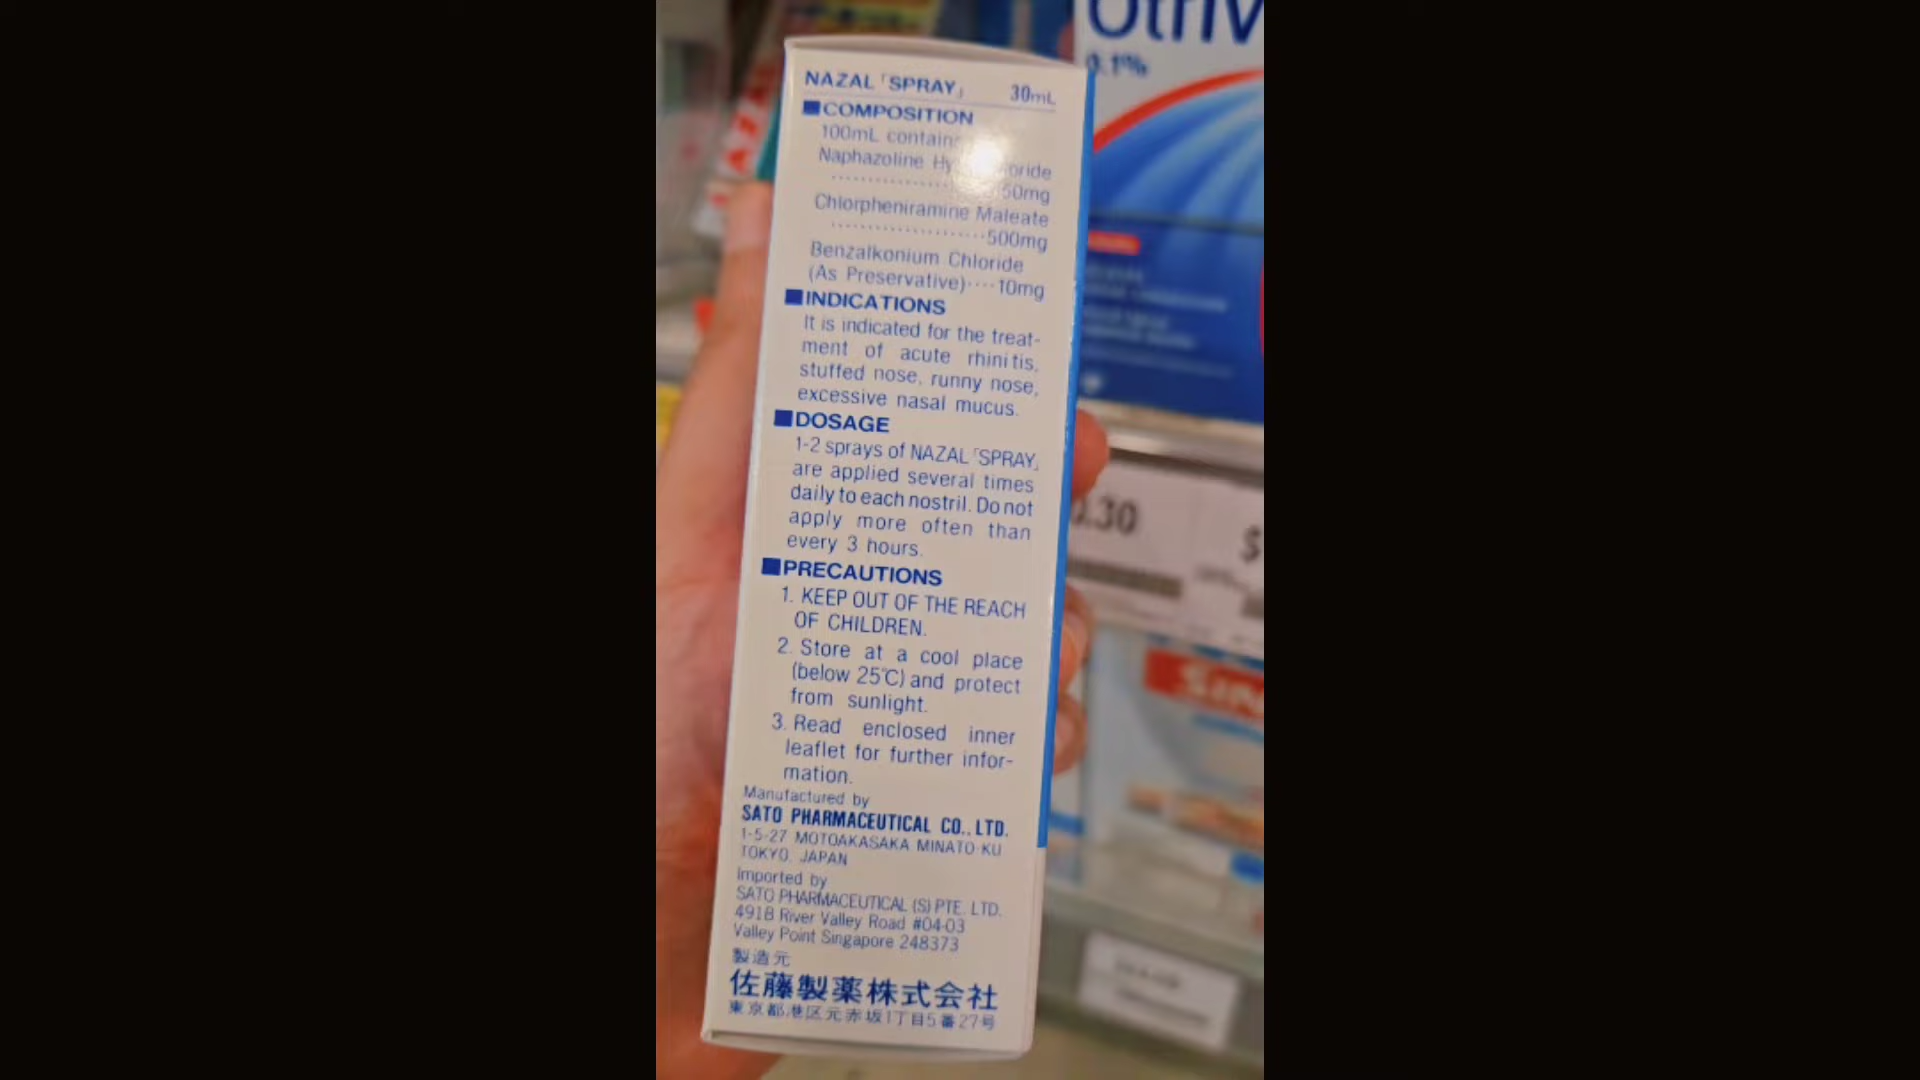 NAZAL「SPRAY」 30mL
■COMPOSITION
100mL contain
Naphazoline
50mg
Chlorpheniramine Maleate
·····················500mg
Benzalkonium Chloride
(As Preservative)····10mg
■INDICATIONS
It is indicated for the treat-
ment of acute rhinitis,
stuffed nose, runny nose,
excessive nasal mucus.
■DOSAGE
1-2 sprays of NAZAL「SPRAY」
are applied several times
daily to each nostril. Do not
apply more often than
every 3 hours.
■PRECAUTIONS
1. KEEP OUT OF THE REACH
OF CHILDREN.
2. Store at a cool place
(below 25℃) and protect
from sunlight.
3. Read enclosed inner
leaflet for further infor-
mation.
Manufactured by
SATO PHARMACEUTICAL CO., LTD.
1-5-27 MOTOAKASAKA MINATO-KU
TOKYO, JAPAN
Imported by
SATO PHARMACEUTICAL (S) PTE. LTD.
491B River Valley Road #04-03
Valley Point Singapore 248373
製造元
佐藤製薬株式会社
東京都港区元赤坂1丁目5番27号
Otriv
0.1%
.30
$